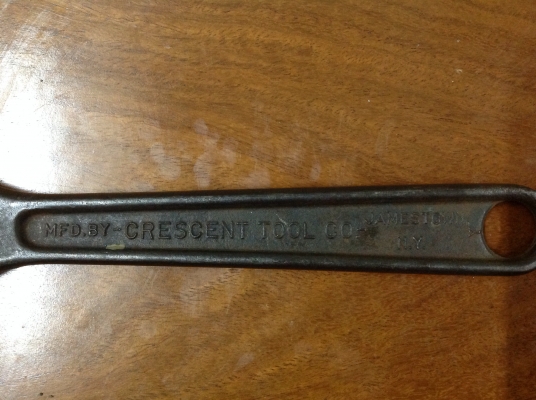 MFD.BY-CRESCENT TOOL CO.
JAMESTOWN
N.Y.